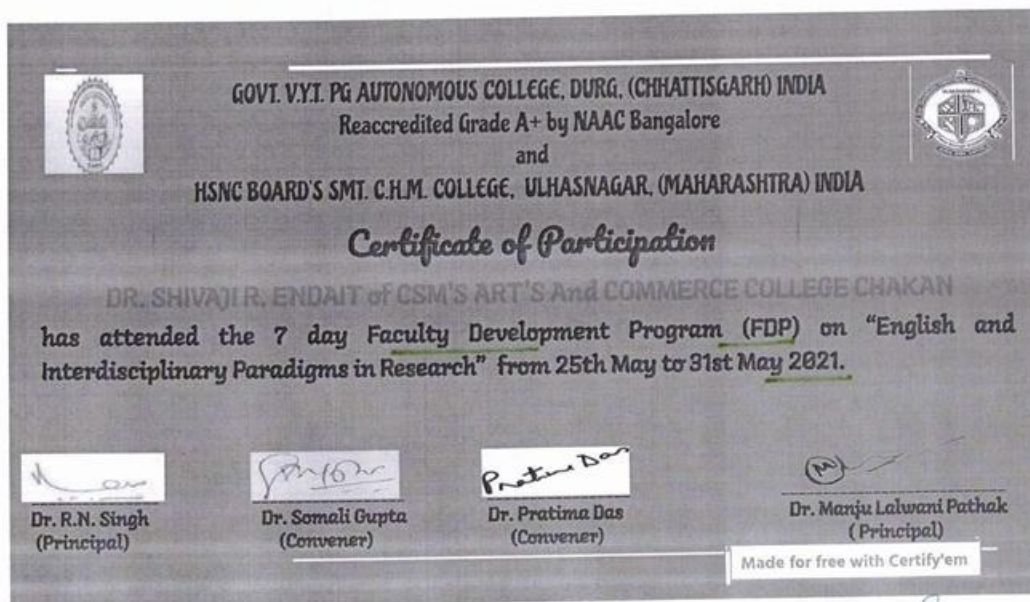 GOVT. V.Y.T. PG AUTONOMOUS COLLEGE, DURG, (CHHATTISGARH) INDIA
Reaccredited Grade A+ by NAAC Bangalore
and
HSNC BOARD'S SMT. C.H.M. COLLEGE, ULHASNAGAR, (MAHARASHTRA) INDIA
Certificate of Participation
DR. SHIVAJI R. ENDAIT of CSM'S ART'S And COMMERCE COLLEGE CHAKAN
has attended the 7 day Faculty Development Program (FDP) on "English and
Interdisciplinary Paradigms in Research" from 25th May to 31st May 2021.
Pratima Das
Dr. R.N. Singh
(Principal)
Dr. Somali Gupta
(Convener)
Dr. Pratima Das
(Convener)
Dr. Manju Lalwani Pathak
(Principal)
Made for free with Certify'em